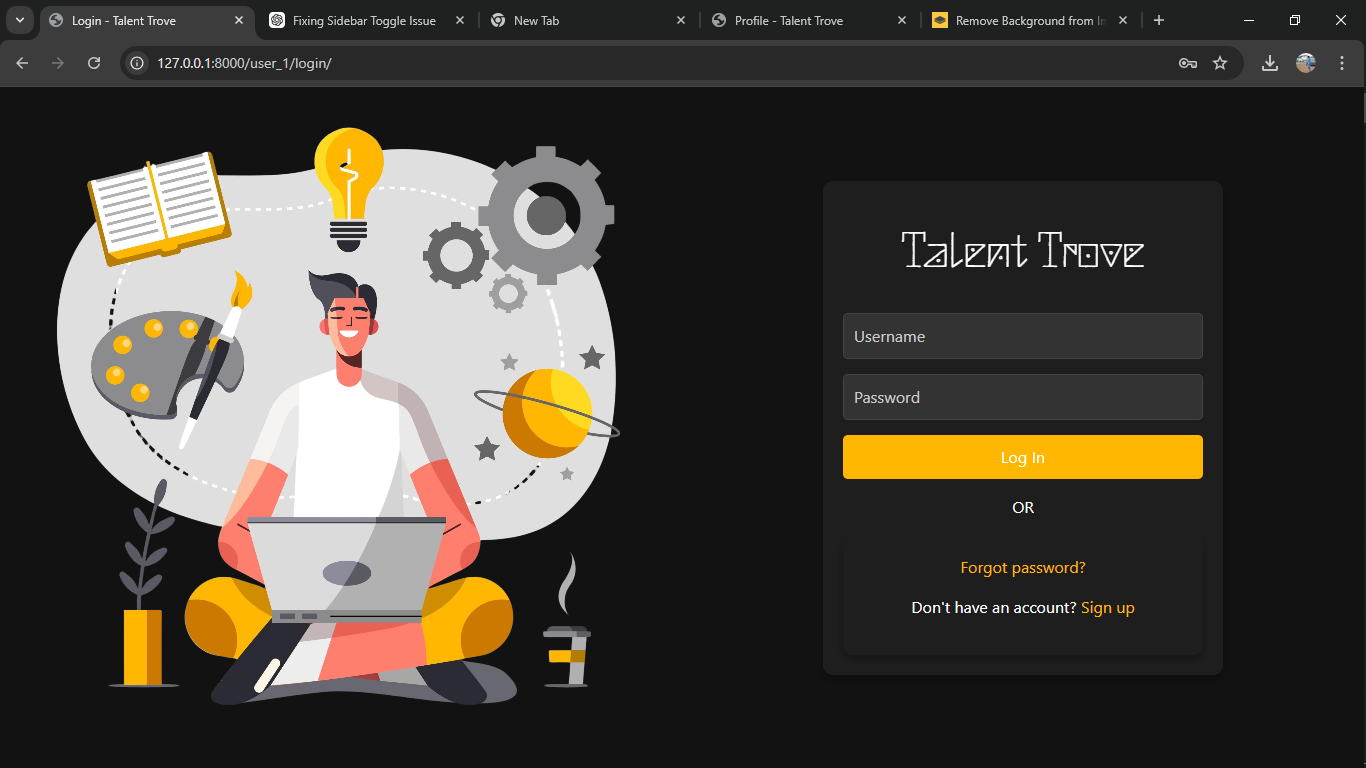 Login - Talent Trove
Fixing Sidebar Toggle Issue
New Tab
Profile - Talent Trove
Remove Background from Im
127.0.0.1:8000/user_1/login/
Talent Trove
Username
Password
Log In
OR
Forgot password?
Don't have an account? Sign up